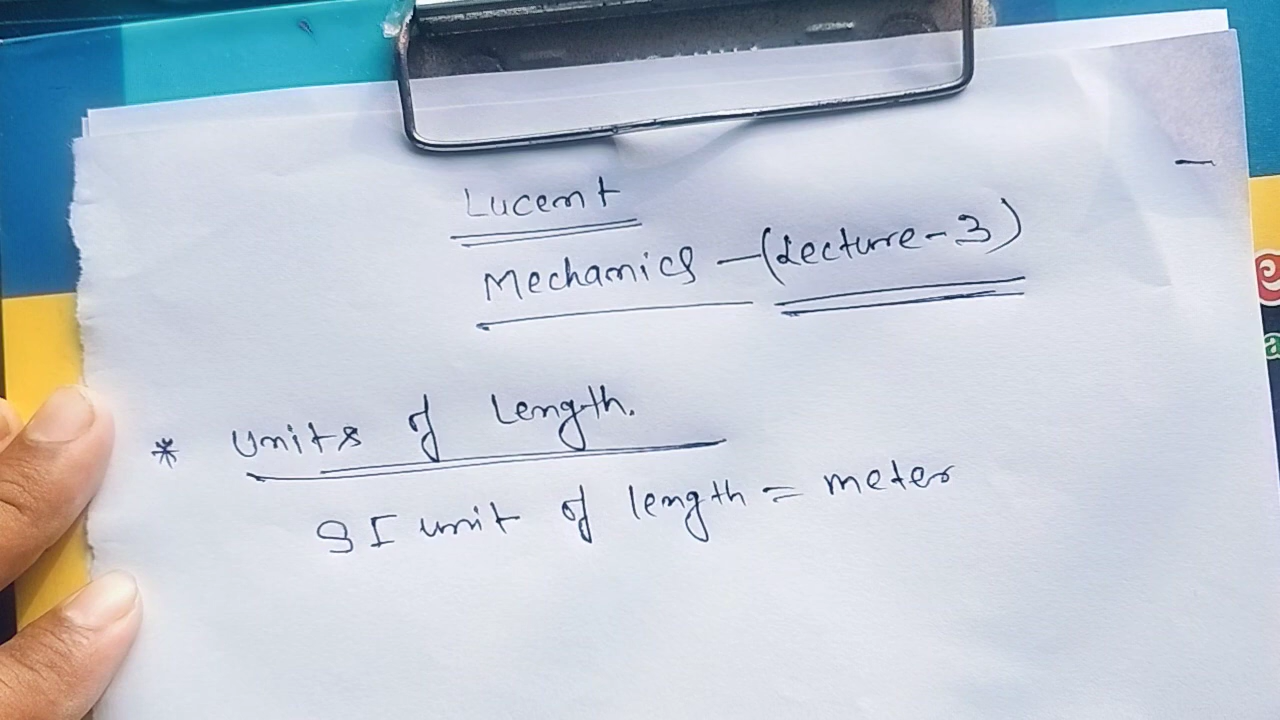 Lucent
Mechanics - (Lecture - 3)
* Units of Length.
SI unit of length = meter